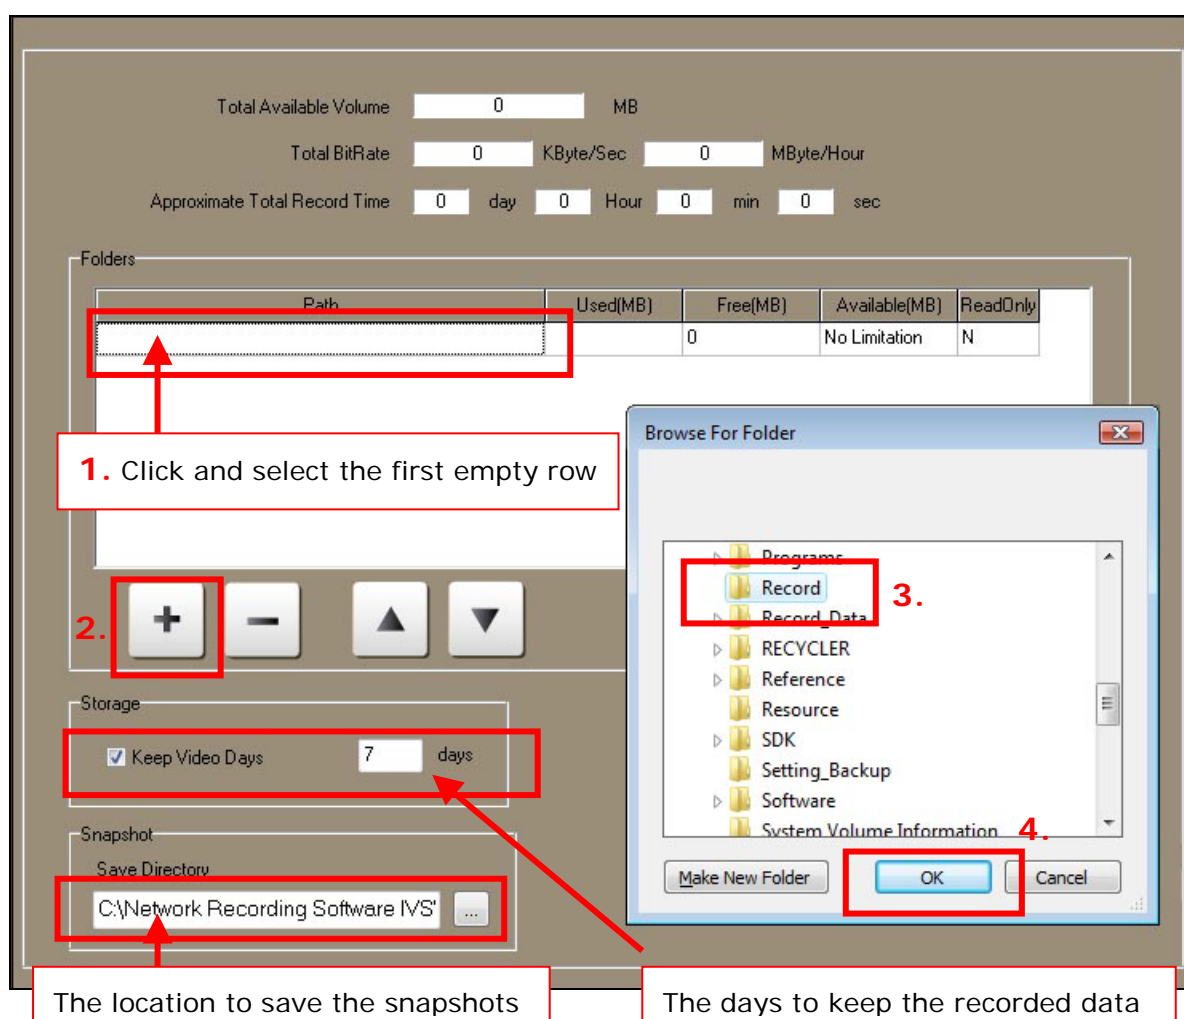 Total Available Volume 0 MB
Total BitRate 0 KByte/Sec 0 MByte/Hour
Approximate Total Record Time 0 day 0 Hour 0 min 0 sec
Folders
Path Used(MB) Free(MB) Available(MB) ReadOnly
0 No Limitation N
1. Click and select the first empty row
Browse For Folder
Programs
Record
3.
Record_Data
RECYCLER
Reference
Resource
SDK
Setting_Backup
Software
System Volume Information
4.
Make New Folder OK Cancel
2.
Storage
Keep Video Days 7 days
Snapshot
Save Directory
C:\Network Recording Software IVS\ ...
The location to save the snapshots
The days to keep the recorded data